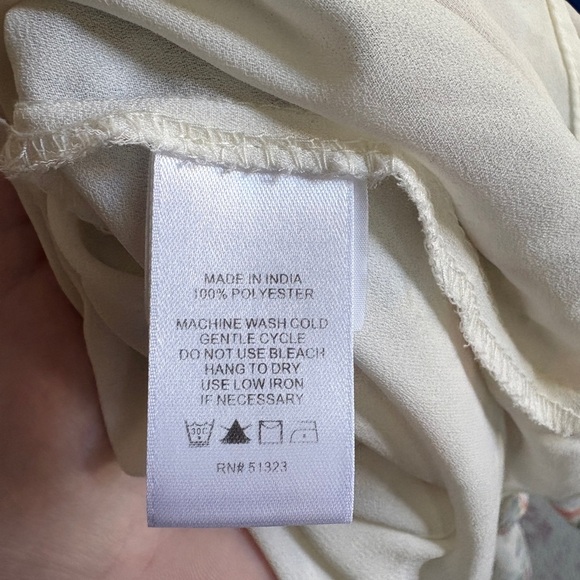 MADE IN INDIA
100% POLYESTER
MACHINE WASH COLD
GENTLE CYCLE
DO NOT USE BLEACH
HANG TO DRY
USE LOW IRON
IF NECESSARY
30C
RN# 51323